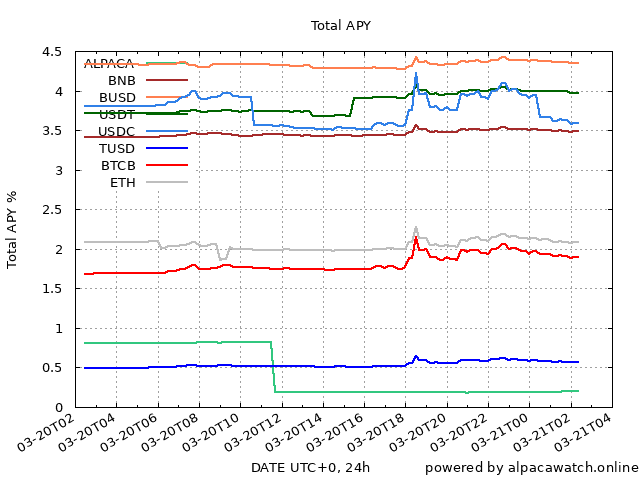 Total APY
4.5
4
3.5
3
2.5
2
1.5
1
0.5
0
Total APY %
ALPACA
BNB
BUSD
USDT
USDC
TUSD
BTCB
ETH
03-20T02
03-20T04
03-20T06
03-20T08
03-20T10
03-20T12
03-20T14
03-20T16
03-20T18
03-20T20
03-20T22
03-21T00
03-21T02
03-21T04
DATE UTC+0, 24h
powered by alpacawatch.online